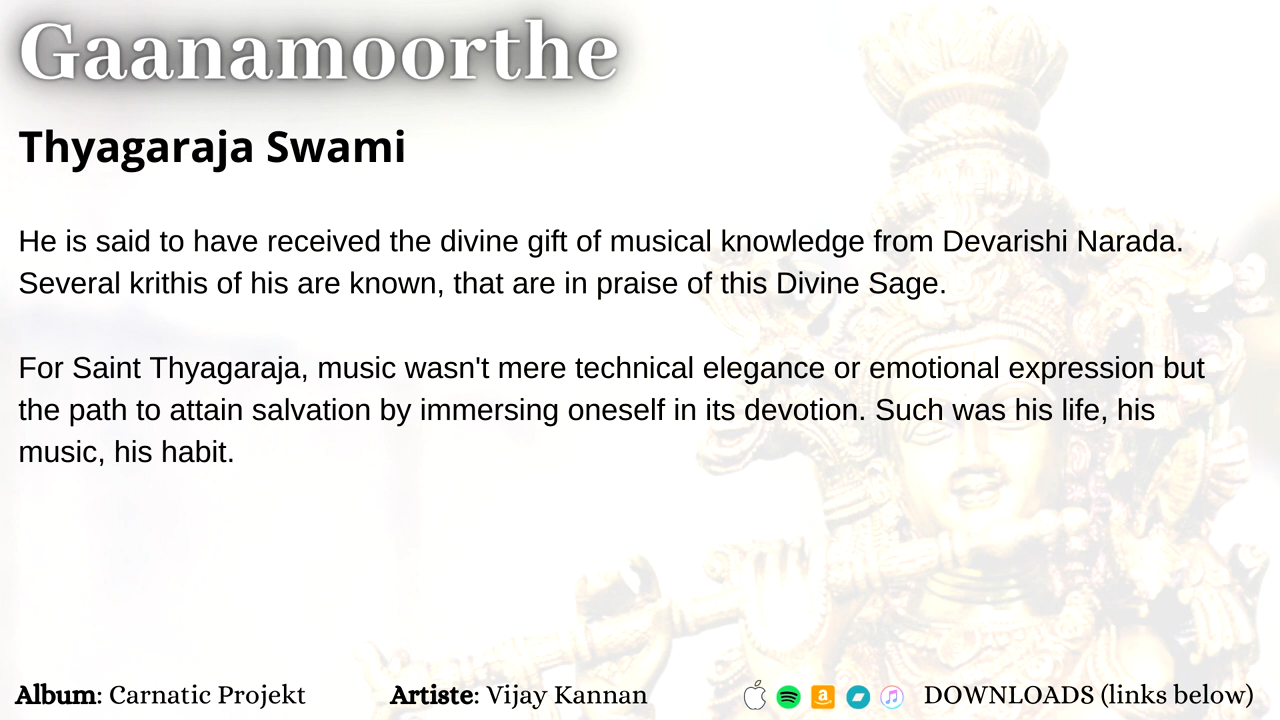 Gaanamoorthe
Thyagaraja Swami
He is said to have received the divine gift of musical knowledge from Devarishi Narada.
Several krithis of his are known, that are in praise of this Divine Sage.
For Saint Thyagaraja, music wasn't mere technical elegance or emotional expression but
the path to attain salvation by immersing oneself in its devotion. Such was his life, his
music, his habit.
Album: Carnatic Projekt
Artiste: Vijay Kannan
DOWNLOADS (links below)